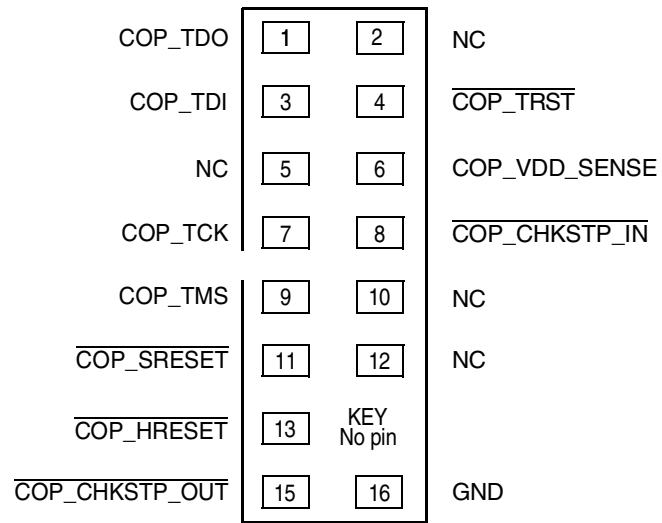 COP_TDO 1 2 NC
COP_TDI 3 4 COP_TRST
NC 5 6 COP_VDD_SENSE
COP_TCK 7 8 COP_CHKSTP_IN
COP_TMS 9 10 NC
COP_SRESET 11 12 NC
COP_HRESET 13 KEY
No pin
COP_CHKSTP_OUT 15 16 GND